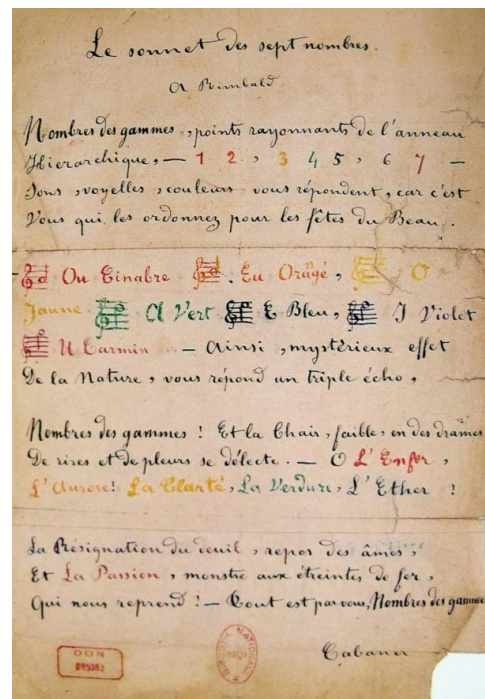 Le sonnet des sept nombres.
A Rimbald
Nombres des gammes, points rayonnants de l'anneau
Hierarchique, — 1 2, 3 4 5, 6 7 —
Sons, voyelles, couleurs vous répondent, car c'est
Vous qui les ordonnez pour les fêtes du Beau.
Ou Cinabre . Eu Orangé, O
Jaune A Vert E Bleu, I Violet
U Carmin — Ainsi, mystérieux effet
De la Nature, vous répond un triple écho,
Nombres des gammes ! Et la Chair, faible, en des drames
De rires et de pleurs se délecte. — O L'Enfer,
L'Aurore! La Clarté, La Verdure, L'Ether !
La Résignation du deuil, repos des âmes,
Et La Passion, monstre aux étreintes de fer,
Qui nous reprend ! — Tout est par vous, Nombres des gamme
Cabaner
DON